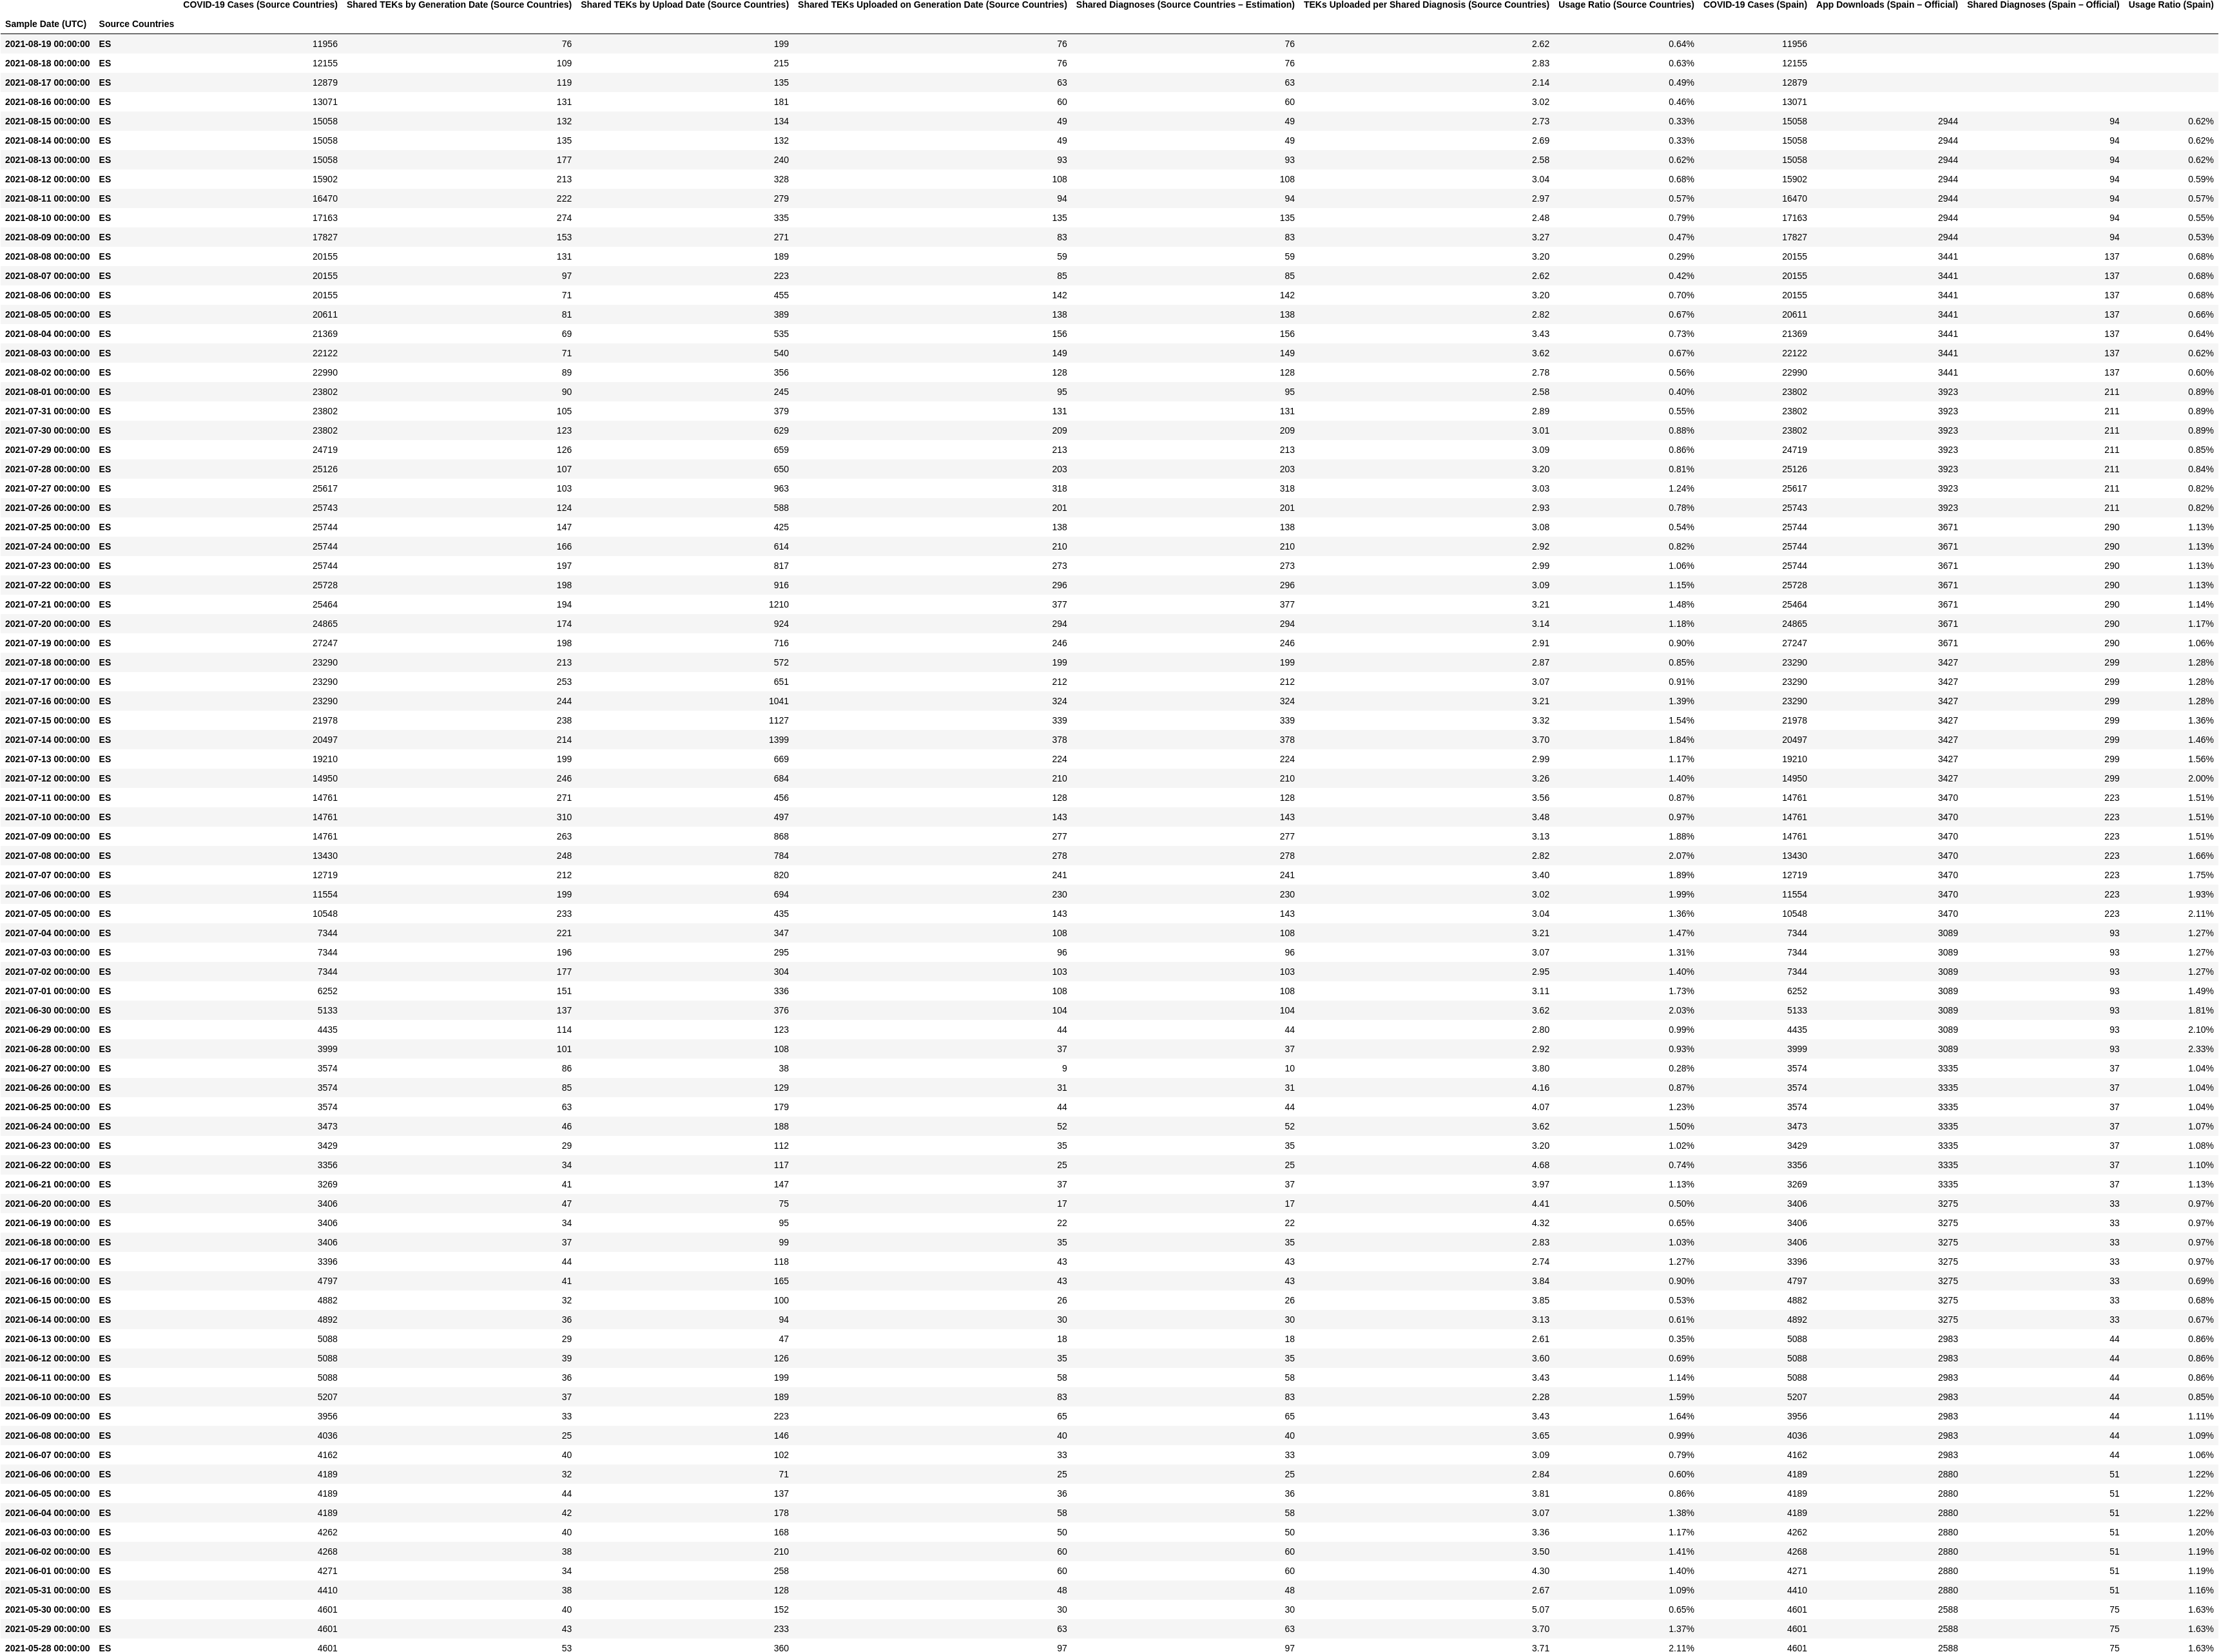 COVID-19 Cases (Source Countries) Shared TEKs by Generation Date (Source Countries) Shared TEKs by Upload Date (Source Countries) Shared TEKs Uploaded on Generation Date (Source Countries) Shared Diagnoses (Source Countries – Estimation) TEKs Uploaded per Shared Diagnosis (Source Countries) Usage Ratio (Source Countries) COVID-19 Cases (Spain) App Downloads (Spain – Official) Shared Diagnoses (Spain – Official) Usage Ratio (Spain)
Sample Date (UTC) Source Countries
2021-08-19 00:00:00 ES 11956 76 199 76 76 2.62 0.64% 11956
2021-08-18 00:00:00 ES 12155 109 215 76 76 2.83 0.63% 12155
2021-08-17 00:00:00 ES 12879 119 135 63 63 2.14 0.49% 12879
2021-08-16 00:00:00 ES 13071 131 181 60 60 3.02 0.46% 13071
2021-08-15 00:00:00 ES 15058 132 134 49 49 2.73 0.33% 15058 2944 94 0.62%
2021-08-14 00:00:00 ES 15058 135 132 49 49 2.69 0.33% 15058 2944 94 0.62%
2021-08-13 00:00:00 ES 15058 177 240 93 93 2.58 0.62% 15058 2944 94 0.62%
2021-08-12 00:00:00 ES 15902 213 328 108 108 3.04 0.68% 15902 2944 94 0.59%
2021-08-11 00:00:00 ES 16470 222 279 94 94 2.97 0.57% 16470 2944 94 0.57%
2021-08-10 00:00:00 ES 17163 274 335 135 135 2.48 0.79% 17163 2944 94 0.55%
2021-08-09 00:00:00 ES 17827 153 271 83 83 3.27 0.47% 17827 2944 94 0.53%
2021-08-08 00:00:00 ES 20155 131 189 59 59 3.20 0.29% 20155 3441 137 0.68%
2021-08-07 00:00:00 ES 20155 97 223 85 85 2.62 0.42% 20155 3441 137 0.68%
2021-08-06 00:00:00 ES 20155 71 455 142 142 3.20 0.70% 20155 3441 137 0.68%
2021-08-05 00:00:00 ES 20611 81 389 138 138 2.82 0.67% 20611 3441 137 0.66%
2021-08-04 00:00:00 ES 21369 69 535 156 156 3.43 0.73% 21369 3441 137 0.64%
2021-08-03 00:00:00 ES 22122 71 540 149 149 3.62 0.67% 22122 3441 137 0.62%
2021-08-02 00:00:00 ES 22990 89 356 128 128 2.78 0.56% 22990 3441 137 0.60%
2021-08-01 00:00:00 ES 23802 90 245 95 95 2.58 0.40% 23802 3923 211 0.89%
2021-07-31 00:00:00 ES 23802 105 379 131 131 2.89 0.55% 23802 3923 211 0.89%
2021-07-30 00:00:00 ES 23802 123 629 209 209 3.01 0.88% 23802 3923 211 0.89%
2021-07-29 00:00:00 ES 24719 126 659 213 213 3.09 0.86% 24719 3923 211 0.85%
2021-07-28 00:00:00 ES 25126 107 650 203 203 3.20 0.81% 25126 3923 211 0.84%
2021-07-27 00:00:00 ES 25617 103 963 318 318 3.03 1.24% 25617 3923 211 0.82%
2021-07-26 00:00:00 ES 25743 124 588 201 201 2.93 0.78% 25743 3923 211 0.82%
2021-07-25 00:00:00 ES 25744 147 425 138 138 3.08 0.54% 25744 3671 290 1.13%
2021-07-24 00:00:00 ES 25744 166 614 210 210 2.92 0.82% 25744 3671 290 1.13%
2021-07-23 00:00:00 ES 25744 197 817 273 273 2.99 1.06% 25744 3671 290 1.13%
2021-07-22 00:00:00 ES 25728 198 916 296 296 3.09 1.15% 25728 3671 290 1.13%
2021-07-21 00:00:00 ES 25464 194 1210 377 377 3.21 1.48% 25464 3671 290 1.14%
2021-07-20 00:00:00 ES 24865 174 924 294 294 3.14 1.18% 24865 3671 290 1.17%
2021-07-19 00:00:00 ES 27247 198 716 246 246 2.91 0.90% 27247 3671 290 1.06%
2021-07-18 00:00:00 ES 23290 213 572 199 199 2.87 0.85% 23290 3427 299 1.28%
2021-07-17 00:00:00 ES 23290 253 651 212 212 3.07 0.91% 23290 3427 299 1.28%
2021-07-16 00:00:00 ES 23290 244 1041 324 324 3.21 1.39% 23290 3427 299 1.28%
2021-07-15 00:00:00 ES 21978 238 1127 339 339 3.32 1.54% 21978 3427 299 1.36%
2021-07-14 00:00:00 ES 20497 214 1399 378 378 3.70 1.84% 20497 3427 299 1.46%
2021-07-13 00:00:00 ES 19210 199 669 224 224 2.99 1.17% 19210 3427 299 1.56%
2021-07-12 00:00:00 ES 14950 246 684 210 210 3.26 1.40% 14950 3427 299 2.00%
2021-07-11 00:00:00 ES 14761 271 456 128 128 3.56 0.87% 14761 3470 223 1.51%
2021-07-10 00:00:00 ES 14761 310 497 143 143 3.48 0.97% 14761 3470 223 1.51%
2021-07-09 00:00:00 ES 14761 263 868 277 277 3.13 1.88% 14761 3470 223 1.51%
2021-07-08 00:00:00 ES 13430 248 784 278 278 2.82 2.07% 13430 3470 223 1.66%
2021-07-07 00:00:00 ES 12719 212 820 241 241 3.40 1.89% 12719 3470 223 1.75%
2021-07-06 00:00:00 ES 11554 199 694 230 230 3.02 1.99% 11554 3470 223 1.93%
2021-07-05 00:00:00 ES 10548 233 435 143 143 3.04 1.36% 10548 3470 223 2.11%
2021-07-04 00:00:00 ES 7344 221 347 108 108 3.21 1.47% 7344 3089 93 1.27%
2021-07-03 00:00:00 ES 7344 196 295 96 96 3.07 1.31% 7344 3089 93 1.27%
2021-07-02 00:00:00 ES 7344 177 304 103 103 2.95 1.40% 7344 3089 93 1.27%
2021-07-01 00:00:00 ES 6252 151 336 108 108 3.11 1.73% 6252 3089 93 1.49%
2021-06-30 00:00:00 ES 5133 137 376 104 104 3.62 2.03% 5133 3089 93 1.81%
2021-06-29 00:00:00 ES 4435 114 123 44 44 2.80 0.99% 4435 3089 93 2.10%
2021-06-28 00:00:00 ES 3999 101 108 37 37 2.92 0.93% 3999 3089 93 2.33%
2021-06-27 00:00:00 ES 3574 86 38 9 10 3.80 0.28% 3574 3335 37 1.04%
2021-06-26 00:00:00 ES 3574 85 129 31 31 4.16 0.87% 3574 3335 37 1.04%
2021-06-25 00:00:00 ES 3574 63 179 44 44 4.07 1.23% 3574 3335 37 1.04%
2021-06-24 00:00:00 ES 3473 46 188 52 52 3.62 1.50% 3473 3335 37 1.07%
2021-06-23 00:00:00 ES 3429 29 112 35 35 3.20 1.02% 3429 3335 37 1.08%
2021-06-22 00:00:00 ES 3356 34 117 25 25 4.68 0.74% 3356 3335 37 1.10%
2021-06-21 00:00:00 ES 3269 41 147 37 37 3.97 1.13% 3269 3335 37 1.13%
2021-06-20 00:00:00 ES 3406 47 75 17 17 4.41 0.50% 3406 3275 33 0.97%
2021-06-19 00:00:00 ES 3406 34 95 22 22 4.32 0.65% 3406 3275 33 0.97%
2021-06-18 00:00:00 ES 3406 37 99 35 35 2.83 1.03% 3406 3275 33 0.97%
2021-06-17 00:00:00 ES 3396 44 118 43 43 2.74 1.27% 3396 3275 33 0.97%
2021-06-16 00:00:00 ES 4797 41 165 43 43 3.84 0.90% 4797 3275 33 0.69%
2021-06-15 00:00:00 ES 4882 32 100 26 26 3.85 0.53% 4882 3275 33 0.68%
2021-06-14 00:00:00 ES 4892 36 94 30 30 3.13 0.61% 4892 3275 33 0.67%
2021-06-13 00:00:00 ES 5088 29 47 18 18 2.61 0.35% 5088 2983 44 0.86%
2021-06-12 00:00:00 ES 5088 39 126 35 35 3.60 0.69% 5088 2983 44 0.86%
2021-06-11 00:00:00 ES 5088 36 199 58 58 3.43 1.14% 5088 2983 44 0.86%
2021-06-10 00:00:00 ES 5207 37 189 83 83 2.28 1.59% 5207 2983 44 0.85%
2021-06-09 00:00:00 ES 3956 33 223 65 65 3.43 1.64% 3956 2983 44 1.11%
2021-06-08 00:00:00 ES 4036 25 146 40 40 3.65 0.99% 4036 2983 44 1.09%
2021-06-07 00:00:00 ES 4162 40 102 33 33 3.09 0.79% 4162 2983 44 1.06%
2021-06-06 00:00:00 ES 4189 32 71 25 25 2.84 0.60% 4189 2880 51 1.22%
2021-06-05 00:00:00 ES 4189 44 137 36 36 3.81 0.86% 4189 2880 51 1.22%
2021-06-04 00:00:00 ES 4189 42 178 58 58 3.07 1.38% 4189 2880 51 1.22%
2021-06-03 00:00:00 ES 4262 40 168 50 50 3.36 1.17% 4262 2880 51 1.20%
2021-06-02 00:00:00 ES 4268 38 210 60 60 3.50 1.41% 4268 2880 51 1.19%
2021-06-01 00:00:00 ES 4271 34 258 60 60 4.30 1.40% 4271 2880 51 1.19%
2021-05-31 00:00:00 ES 4410 38 128 48 48 2.67 1.09% 4410 2880 51 1.16%
2021-05-30 00:00:00 ES 4601 40 152 30 30 5.07 0.65% 4601 2588 75 1.63%
2021-05-29 00:00:00 ES 4601 43 233 63 63 3.70 1.37% 4601 2588 75 1.63%
2021-05-28 00:00:00 ES 4601 53 360 97 97 3.71 2.11% 4601 2588 75 1.63%